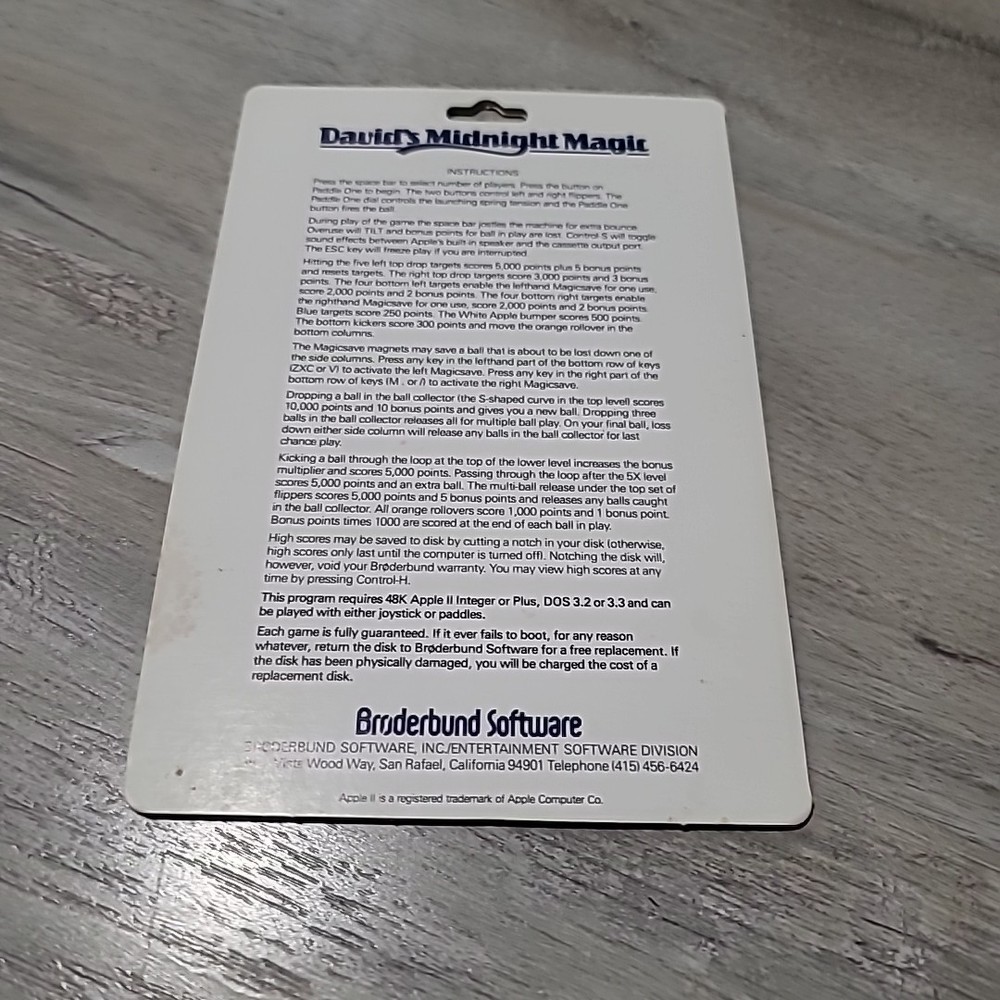 David's Midnight Magic
INSTRUCTIONS
Press the space bar to select number of players. Press the button on
Paddle One to begin. The two buttons control left and right flippers. The
Paddle One dial controls the launching spring tension and the Paddle One
button fires the ball.
During play of the game the space bar jostles the machine for extra bounce.
Overuse will TILT and bonus points for ball in play are lost. Control-S will toggle
sound effects between Apple's built-in speaker and the cassette output port.
The ESC key will freeze play if you are interrupted.
Hitting the five left top drop targets scores 5,000 points plus 5 bonus points
and resets targets. The right top drop targets score 3,000 points and 3 bonus
points. The four bottom left targets enable the lefthand Magicsave for one use,
score 2,000 points and 2 bonus points. The four bottom right targets enable
the righthand Magicsave for one use, score 2,000 points and 2 bonus points.
Blue targets score 250 points. The White Apple bumper scores 500 points.
The bottom kickers score 300 points and move the orange rollover in the
bottom columns.
The Magicsave magnets may save a ball that is about to be lost down one of
the side columns. Press any key in the lefthand part of the bottom row of keys
(ZXC or V) to activate the left Magicsave. Press any key in the right part of the
bottom row of keys (M , or /) to activate the right Magicsave.
Dropping a ball in the ball collector (the S-shaped curve in the top level) scores
10,000 points and 10 bonus points and gives you a new ball. Dropping three
balls in the ball collector releases all for multiple ball play. On your final ball, loss
down either side column will release any balls in the ball collector for last
chance play.
Kicking a ball through the loop at the top of the lower level increases the bonus
multiplier and scores 5,000 points. Passing through the loop after the 5X level
scores 5,000 points and an extra ball. The multi-ball release under the top set of
flippers scores 5,000 points and 5 bonus points and releases any balls caught
in the ball collector. All orange rollovers score 1,000 points and 1 bonus point.
Bonus points times 1000 are scored at the end of each ball in play.
High scores may be saved to disk by cutting a notch in your disk (otherwise,
high scores only last until the computer is turned off). Notching the disk will,
however, void your Brøderbund warranty. You may view high scores at any
time by pressing Control-H.
This program requires 48K Apple II Integer or Plus, DOS 3.2 or 3.3 and can
be played with either joystick or paddles.
Each game is fully guaranteed. If it ever fails to boot, for any reason
whatever, return the disk to Brøderbund Software for a free replacement. If
the disk has been physically damaged, you will be charged the cost of a
replacement disk.
Brøderbund Software
BRØDERBUND SOFTWARE, INC./ENTERTAINMENT SOFTWARE DIVISION
Vista Wood Way, San Rafael, California 94901 Telephone (415) 456-6424
Apple II is a registered trademark of Apple Computer Co.